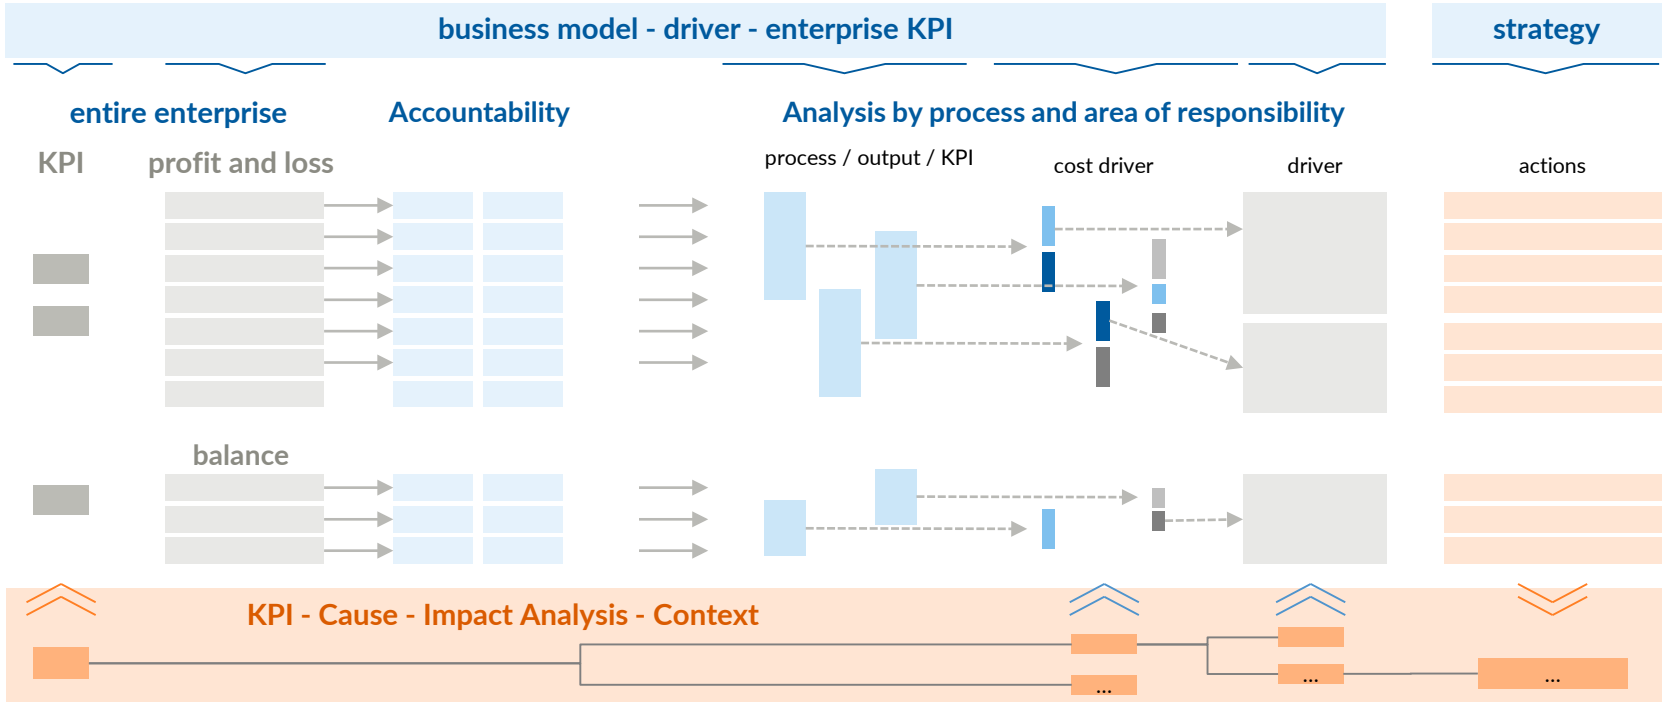 business model - driver - enterprise KPI
strategy
entire enterprise
Accountability
Analysis by process and area of responsibility
KPI
profit and loss
process / output / KPI
cost driver
driver
actions
balance
KPI - Cause - Impact Analysis - Context
...
...
...